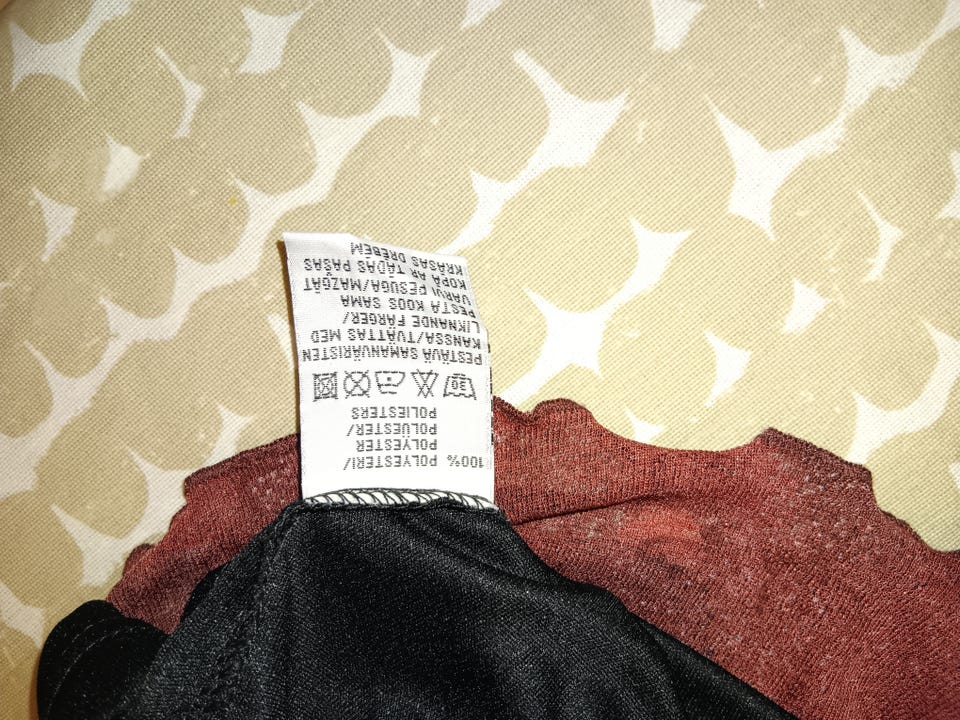 100% POLYESTERI/
POLYESTER
POLÜESTER/
POLIESTERS
30
PESTÄVÄ SAMANVÄRISTEN
KANSSA/TVÄTTAS MED
LIKNANDE FÄRGER/
PESTA KOOS SAMA
VÄRVI PESUGA/MAZGĀT
KOPĀ AR TĀDAS PAŠAS
KRĀSAS DRĒBĒM